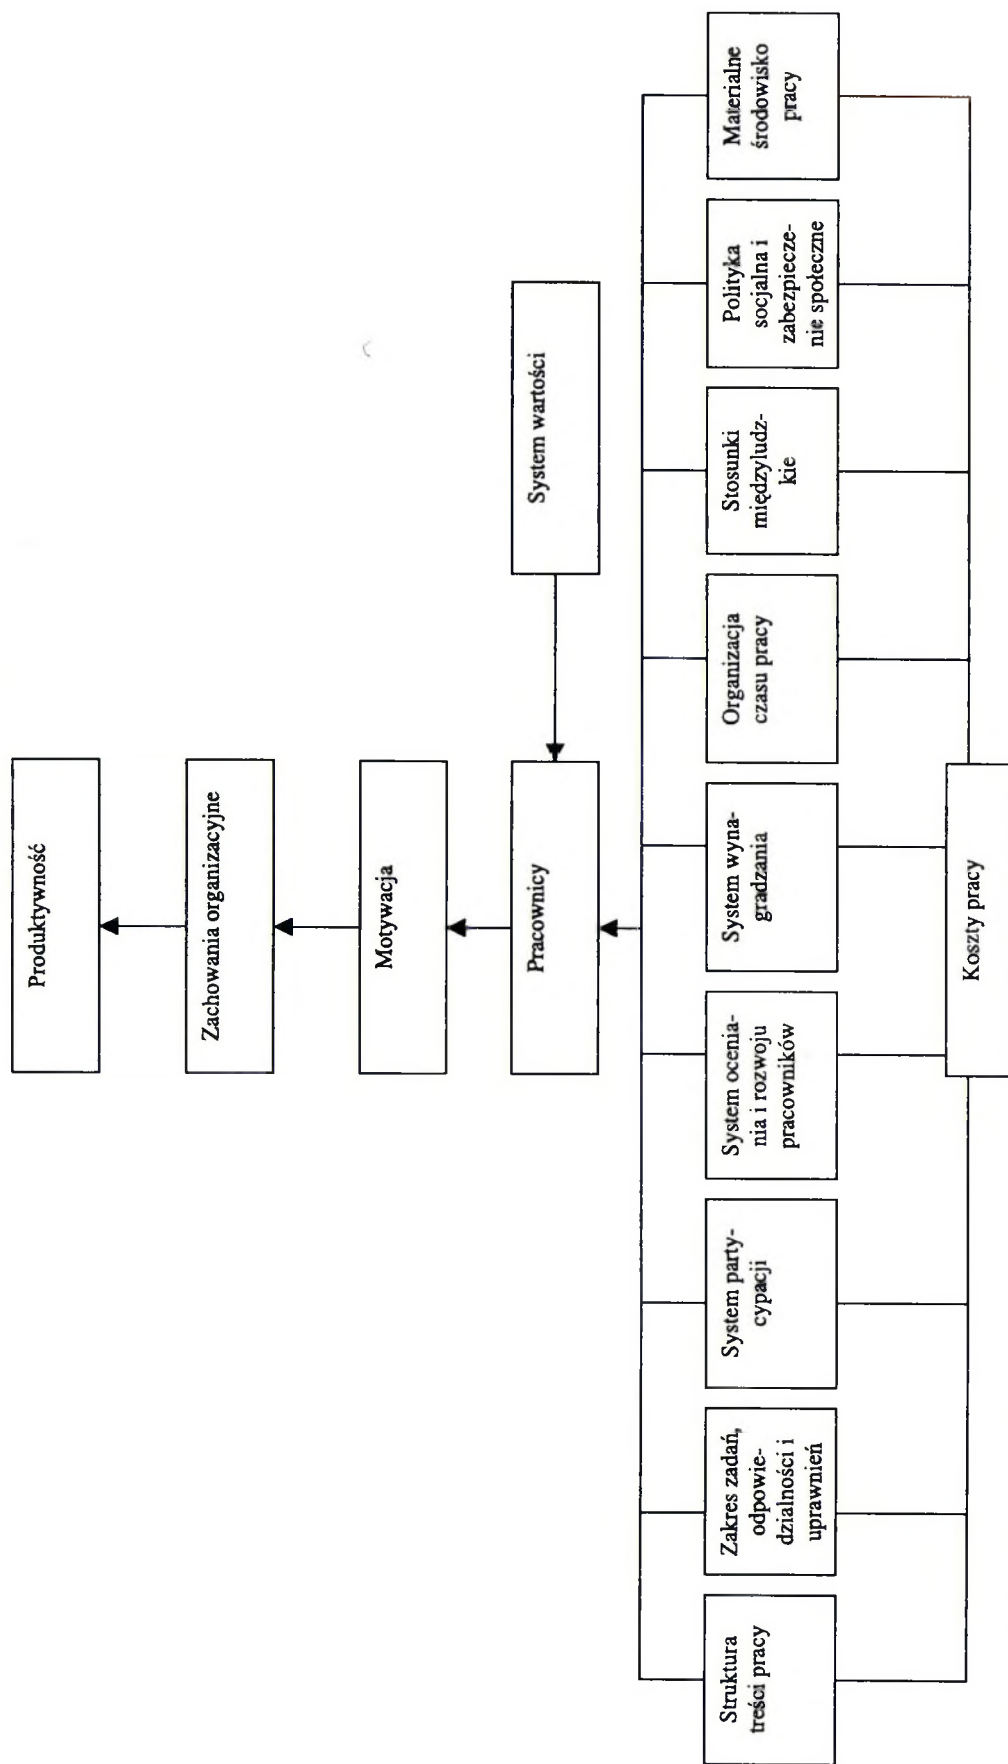 Produktywność
Zachowania organizacyjne
Motywacja
Pracownicy
System wartości
Struktura
treści pracy
Zakres zadań,
odpowie-
dzialności i
uprawnień
System party-
cypacji
System ocenia-
nia i rozwoju
pracowników
System wyna-
gradzania
Organizacja
czasu pracy
Stosunki
międzyludz-
kie
Polityka
socjalna i
zabezpiecze-
nie społeczne
Materialne
środowisko
pracy
Koszty pracy